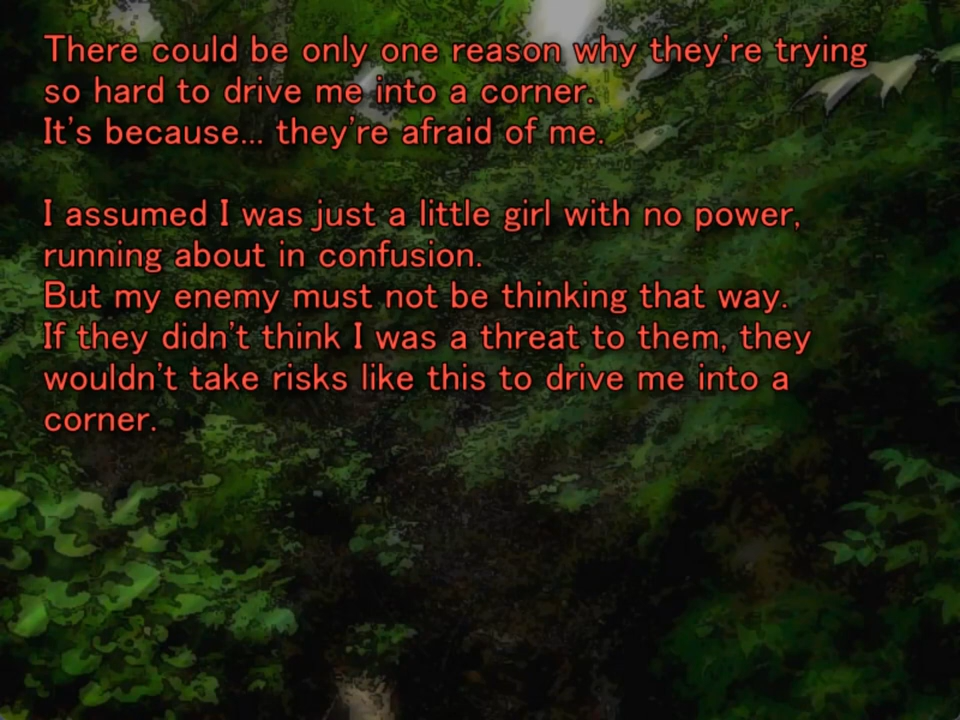 There could be only one reason why they're trying
so hard to drive me into a corner.
It's because... they're afraid of me.
I assumed I was just a little girl with no power,
running about in confusion.
But my enemy must not be thinking that way.
If they didn't think I was a threat to them, they
wouldn't take risks like this to drive me into a
corner.